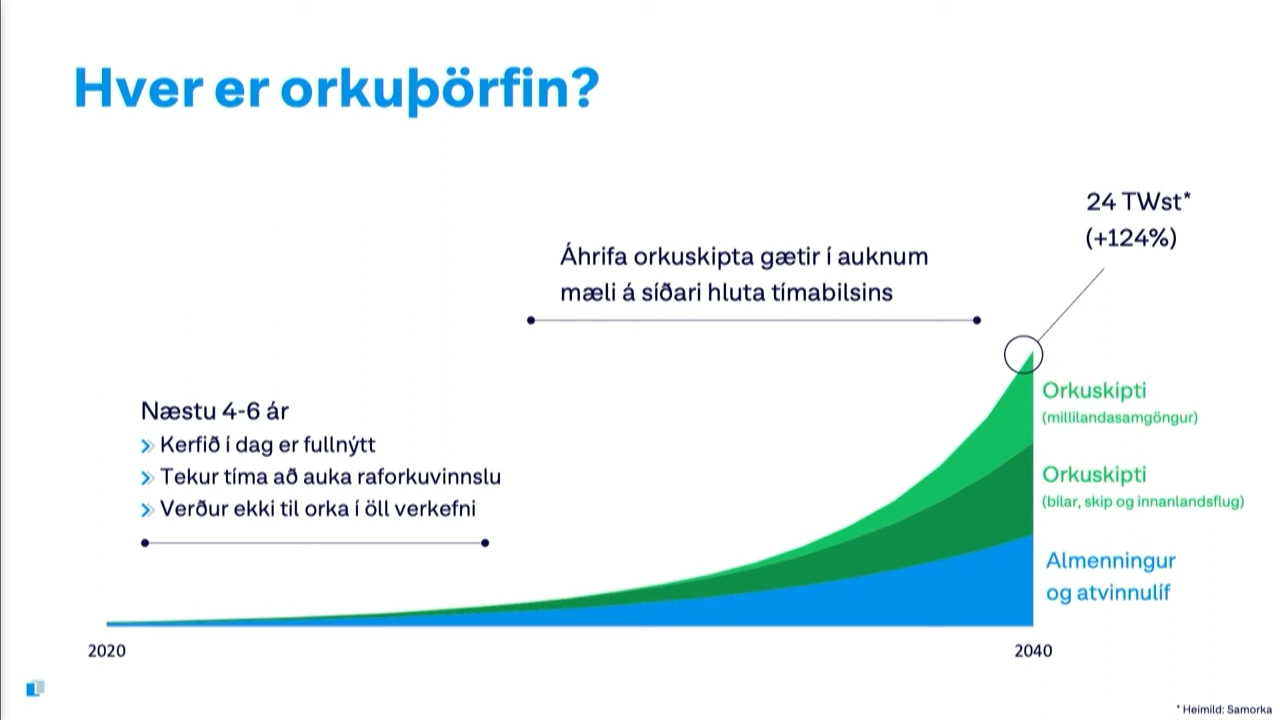 Hver er orkuþörfin?
24 TWst*
(+124%)
Áhrifa orkuskipta gætir í auknum
mæli á síðari hluta tímabilsins
Næstu 4-6 ár
» Kerfið í dag er fullnýtt
» Tekur tíma að auka raforkuvinnslu
» Verður ekki til orka í öll verkefni
Orkuskipti
(millilandasamgöngur)
Orkuskipti
(bílar, skip og innanlandsflug)
Almenningur
og atvinnulíf
2020
2040
* Heimild: Samorka